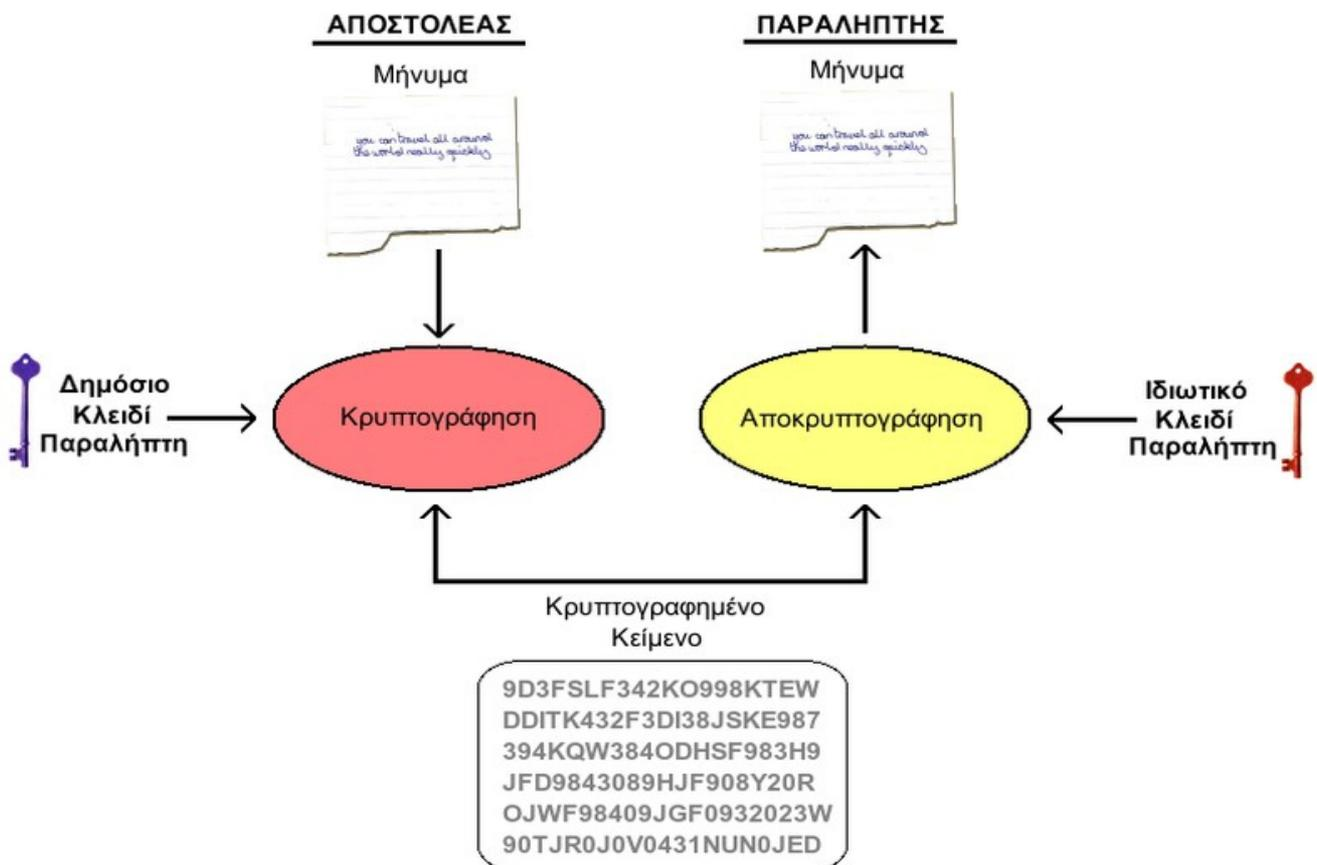 ΑΠΟΣΤΟΛΕΑΣ
Μήνυμα
you can travel all around
the world really quickly
ΠΑΡΑΛΗΠΤΗΣ
Μήνυμα
you can travel all around
the world really quickly
Δημόσιο
Κλειδί
Παραλήπτη
Κρυπτογράφηση
Αποκρυπτογράφηση
Ιδιωτικό
Κλειδί
Παραλήπτη
Κρυπτογραφημένο
Κείμενο
9D3FSLF342KO998KTEW
DDITK432F3DI38JSKE987
394KQW384ODHSF983H9
JFD9843089HJF908Y20R
OJWF98409JGF0932023W
90TJR0J0V0431NUN0JED